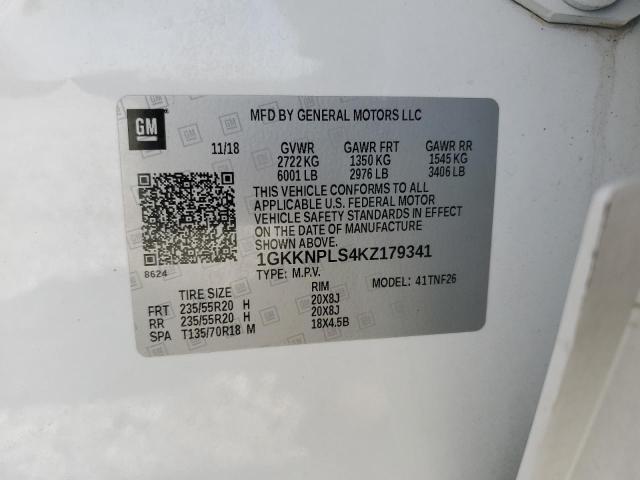 MFD BY GENERAL MOTORS LLC
GM
11/18 GVWR GAWR FRT GAWR RR
2722 KG 1350 KG 1545 KG
6001 LB 2976 LB 3406 LB
THIS VEHICLE CONFORMS TO ALL
APPLICABLE U.S. FEDERAL MOTOR
VEHICLE SAFETY STANDARDS IN EFFECT
ON THE DATE OF MANUFACTURE
SHOWN ABOVE.
1GKKNPLS4KZ179341
8624
TYPE: M.P.V. MODEL: 41TNF26
TIRE SIZE RIM
FRT 235/55R20 H 20X8J
RR 235/55R20 H 20X8J
SPA T135/70R18 M 18X4.5B